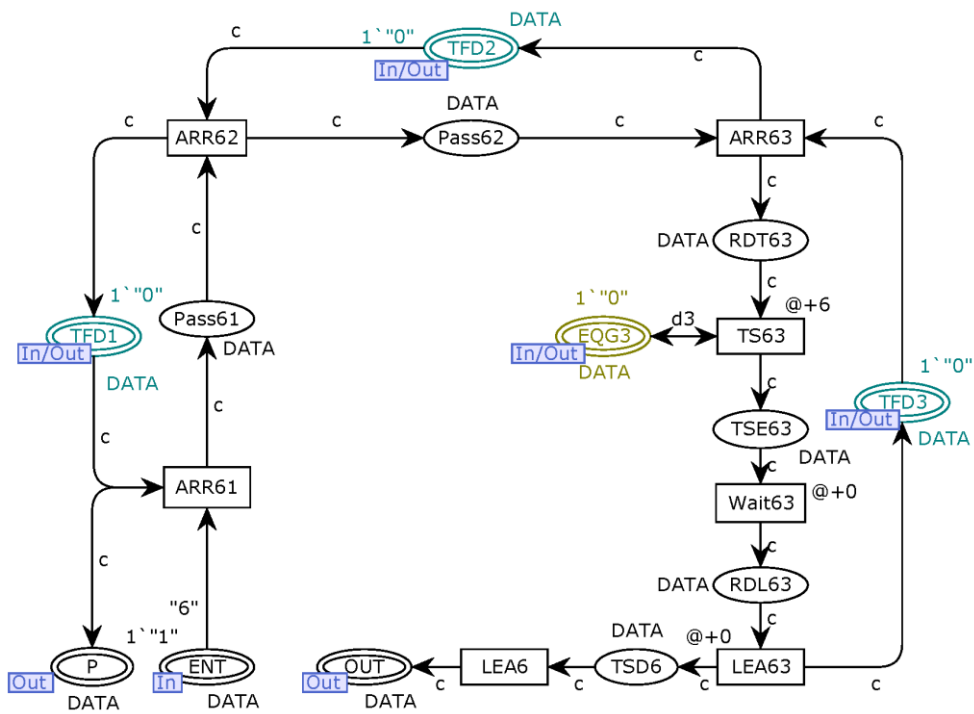 DATA
1`"0"
TFD2
c
c
In/Out
DATA
c
ARR62
c
Pass62
c
ARR63
c
c
c
DATA
RDT63
1`"0"
TFD1
In/Out
DATA
Pass61
DATA
1`"0"
EQG3
In/Out
DATA
d3
c
@+6
TS63
c
1`"0"
TFD3
In/Out
DATA
TSE63
DATA
c
c
c
ARR61
Wait63
@+0
c
c
DATA
RDL63
c
"6"
1`"1"
P
Out
DATA
ENT
In
DATA
OUT
Out
DATA
c
LEA6
c
DATA
TSD6
@+0
c
LEA63
c